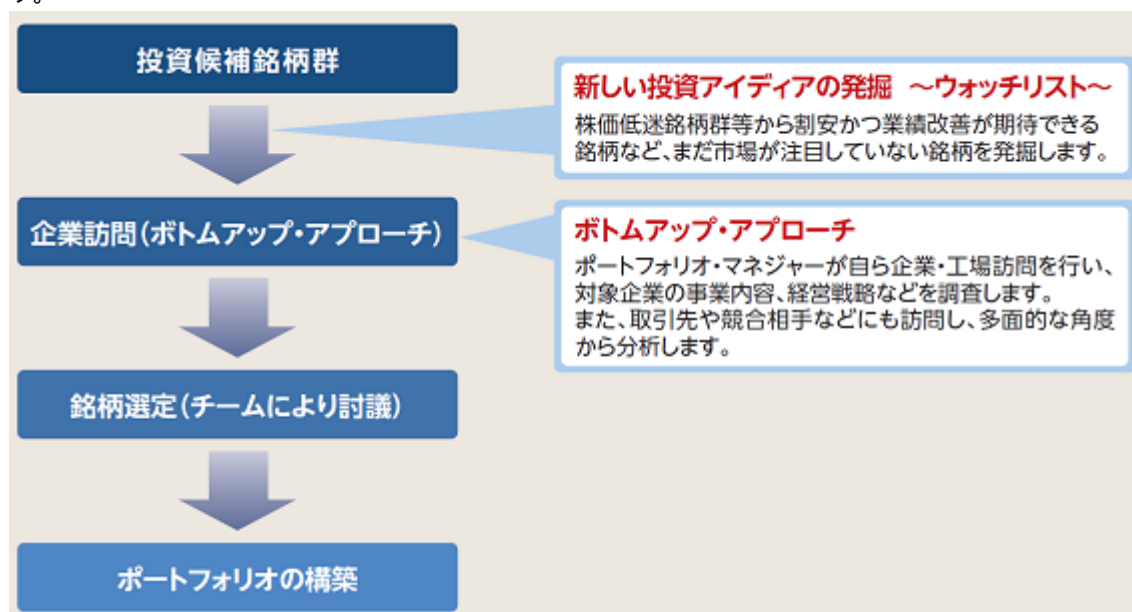 す。
投資候補銘柄群
新しい投資アイディアの発掘 ～ウォッチリスト～
株価低迷銘柄群等から割安かつ業績改善が期待できる
銘柄など、まだ市場が注目していない銘柄を発掘します。
企業訪問(ボトムアップ・アプローチ)
ボトムアップ・アプローチ
ポートフォリオ・マネジャーが自ら企業・工場訪問を行い、
対象企業の事業内容、経営戦略などを調査します。
また、取引先や競合相手などにも訪問し、多面的な角度
から分析します。
銘柄選定(チームにより討議)
ポートフォリオの構築